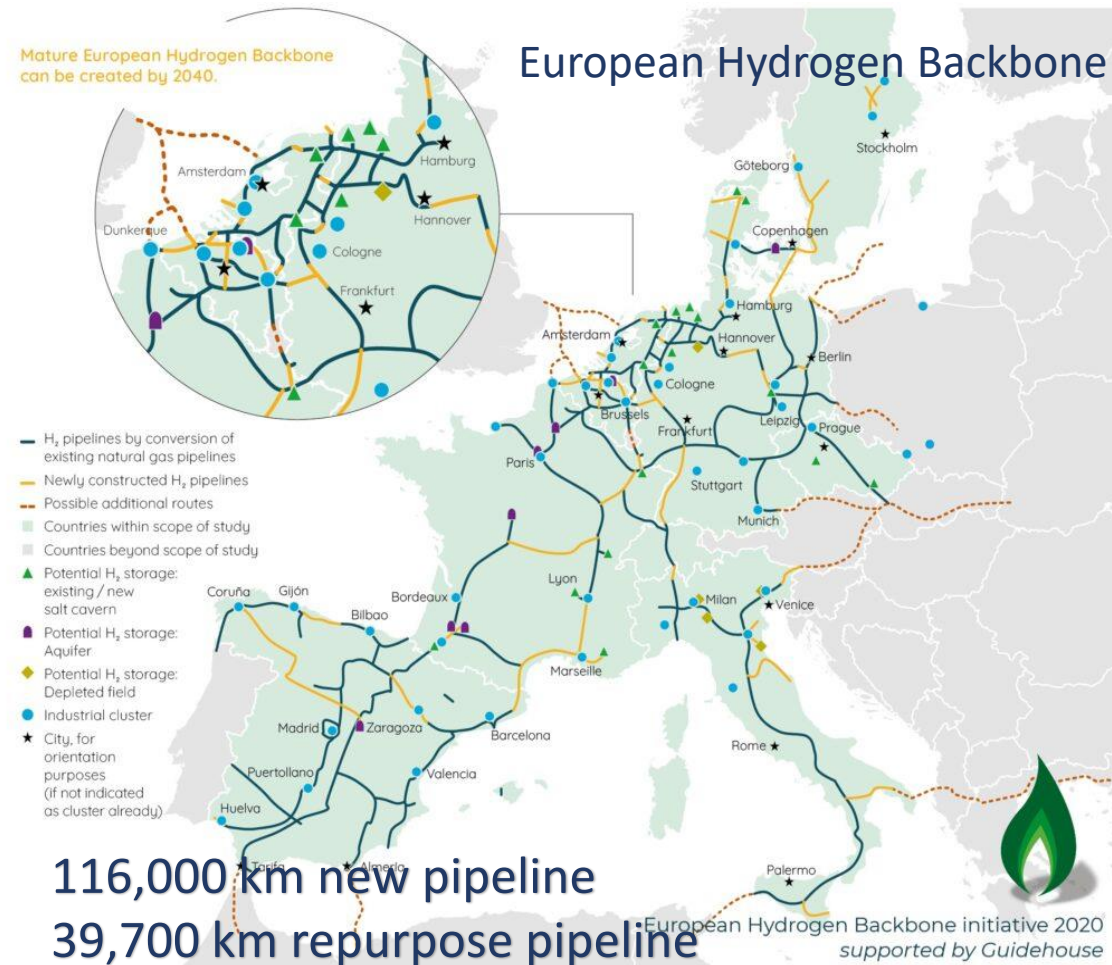 European Hydrogen Backbone
Mature European Hydrogen Backbone
can be created by 2040.
Amsterdam
Hamburg
Dunkerque
Hannover
Cologne
Frankfurt
H₂ pipelines by conversion of
existing natural gas pipelines
Newly constructed H₂ pipelines
Possible additional routes
Countries within scope of study
Countries beyond scope of study
Potential H₂ storage:
existing / new
salt cavern
Potential H₂ storage:
Aquifer
Potential H₂ storage:
Depleted field
Industrial cluster
City, for
orientation
purposes
(if not indicated
as cluster already)
Stockholm
Göteborg
Copenhagen
Hamburg
Amsterdam
Hannover
Berlin
Cologne
Brussels
Leipzig
Frankfurt
Prague
Paris
Stuttgart
Munich
Lyon
Milan
Venice
Coruña
Gijón
Bilbao
Bordeaux
Marseille
Madrid
Zaragoza
Barcelona
Puertollano
Valencia
Rome
Huelva
Tarifa
Almería
Palermo
116,000 km new pipeline
39,700 km repurpose pipeline
European Hydrogen Backbone initiative 2020
supported by Guidehouse